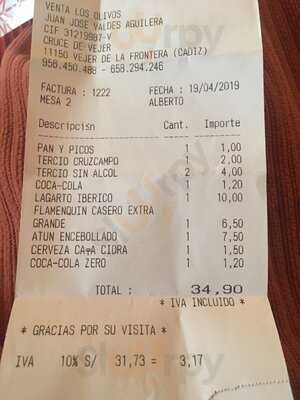 VENTA LOS OLIVOS
JUAN JOSE VALDES AGUILERA
CIF 31219987-V
CRUCE DE VEJER
11150 VEJER DE LA FRONTERA (CADIZ)
956.450.488 - 658.294.246
FACTURA : 1222 FECHA : 19/04/2019
MESA 2 ALBERTO
Descripción Cant. Importe
PAN Y PICOS 1 1,00
TERCIO CRUZCAMPO 1 2,00
TERCIO SIN ALCOL 2 4,00
COCA-COLA 1 1,20
LAGARTO IBERICO 1 10,00
FLAMENQUIN CASERO EXTRA
GRANDE 1 6,50
ATUN ENCEBOLLADO 1 7,50
CERVEZA CAÑA CIDRA 1 1,50
COCA-COLA ZERO 1 1,20
TOTAL : 34,90
* IVA INCLUIDO *
* GRACIAS POR SU VISITA *
IVA 10% S/ 31,73 = 3,17